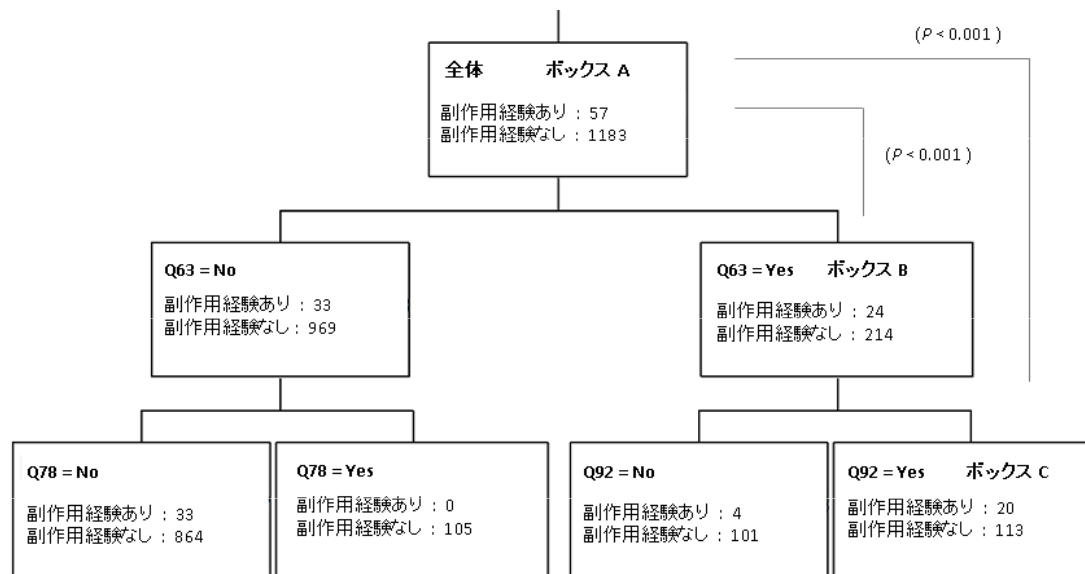 (P < 0.001 )
全体 ボックス A
副作用経験あり : 57
副作用経験なし : 1183
(P < 0.001 )
Q63 = No
副作用経験あり : 33
副作用経験なし : 969
Q63 = Yes ボックス B
副作用経験あり : 24
副作用経験なし : 214
Q78 = No
副作用経験あり : 33
副作用経験なし : 864
Q78 = Yes
副作用経験あり : 0
副作用経験なし : 105
Q92 = No
副作用経験あり : 4
副作用経験なし : 101
Q92 = Yes ボックス C
副作用経験あり : 20
副作用経験なし : 113